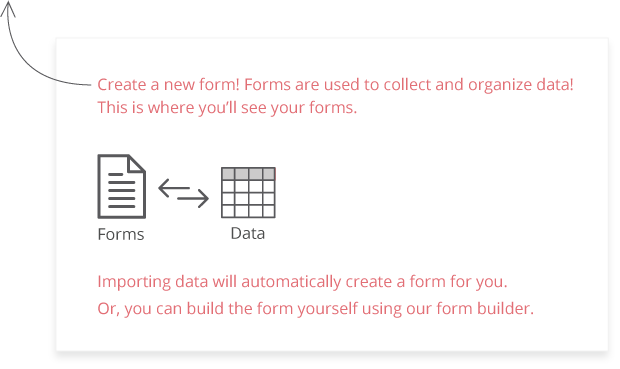 Create a new form! Forms are used to collect and organize data!
This is where you’ll see your forms.
Forms
Data
Importing data will automatically create a form for you.
Or, you can build the form yourself using our form builder.